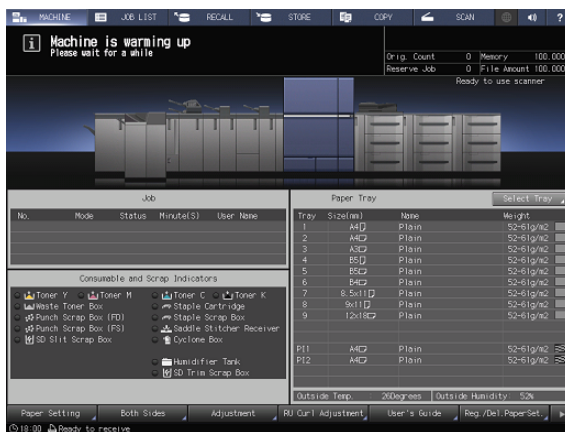 MACHINE JOB LIST RECALL STORE COPY SCAN ?
i Machine is warming up
Please wait for a while
Orig. Count 0 Memory 100.000
Reserve Job 0 File Amount 100.000
Ready to use scanner
Job
No. Mode Status Minute(S) User Name
Consumable and Scrap Indicators
Toner Y Toner M Toner C Toner K
Waste Toner Box Staple Cartridge
Punch Scrap Box (FD) Staple Scrap Box
Punch Scrap Box (FS) Saddle Stitcher Receiver
SD Slit Scrap Box Cyclone Box
Humidifier Tank
SD Trim Scrap Box
Paper Tray Select Tray
Tray Size(mm) Name Weight
1 A4 Plain 52-61g/m2
2 A4 Plain 52-61g/m2
3 A3 Plain 52-61g/m2
4 B5 Plain 52-61g/m2
5 B5 Plain 52-61g/m2
6 B4 Plain 52-61g/m2
7 8.5x11 Plain 52-61g/m2
8 9x11 Plain 52-61g/m2
9 12x18 Plain 52-61g/m2
PI1 A4 Plain 52-61g/m2
PI2 A4 Plain 52-61g/m2
Outside Temp. : 26Degrees Outside Humidity: 52%
Paper Setting Both Sides Adjustment RU Curl Adjustment User's Guide Reg./Del.PaperSet.
18:00 Ready to receive